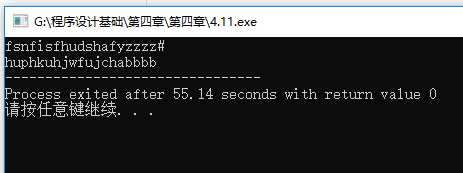 G:\程序设计基础\第四章\第四章\4.11.exe
fsnfisfhudshafyzzzz#
huphkuhjwfujchabbbb
--------------------------------
Process exited after 55.14 seconds with return value 0
请按任意键继续. . .